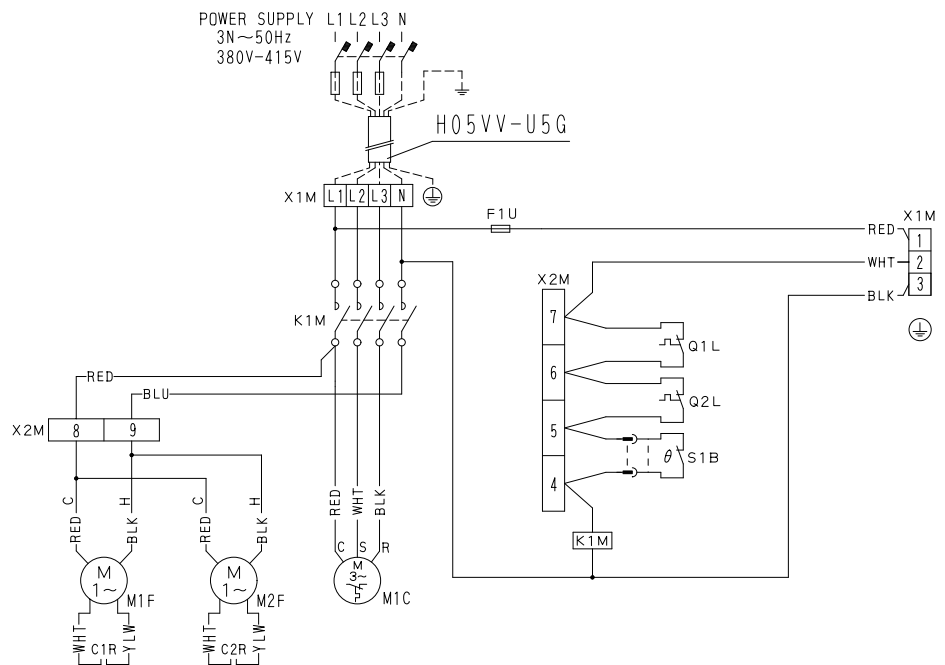 POWER SUPPLY L1 L2 L3 N
3N~50Hz
380V-415V
H05VV-U5G
X1M L1 L2 L3 N
F1U
X1M
RED 1
WHT 2
BLK 3
X2M
7
6
5
4
Q1L
Q2L
θ S1B
K1M
K1M
RED
BLU
X2M 8 9
C H C H
RED BLK RED BLK
RED WHT BLK
C S R
M
1~
M1F
M
1~
M2F
M
3~
M1C
WHT C1R YLW
WHT C2R YLW